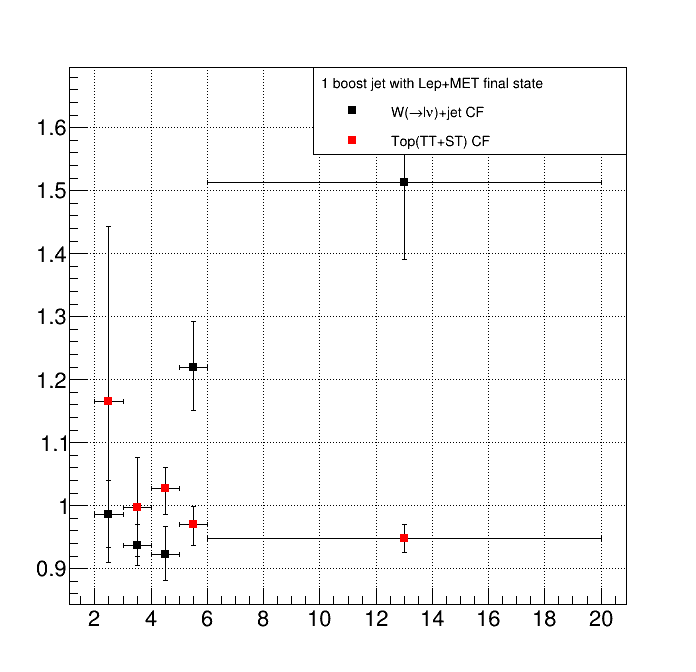 1 boost jet with Lep+MET final state
W(→lν)+jet CF
Top(TT+ST) CF
1.6
1.5
1.4
1.3
1.2
1.1
1
0.9
2 4 6 8 10 12 14 16 18 20